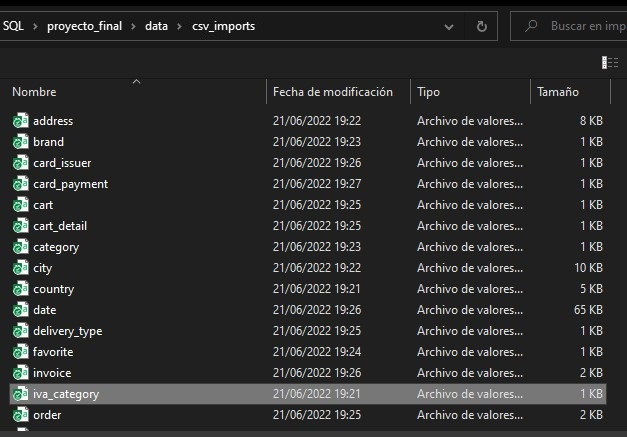 SQL > proyecto_final > data > csv_imports Buscar en imp
Nombre Fecha de modificación Tipo Tamaño
address 21/06/2022 19:22 Archivo de valores... 8 KB
brand 21/06/2022 19:23 Archivo de valores... 1 KB
card_issuer 21/06/2022 19:26 Archivo de valores... 1 KB
card_payment 21/06/2022 19:27 Archivo de valores... 1 KB
cart 21/06/2022 19:25 Archivo de valores... 1 KB
cart_detail 21/06/2022 19:25 Archivo de valores... 1 KB
category 21/06/2022 19:23 Archivo de valores... 1 KB
city 21/06/2022 19:22 Archivo de valores... 10 KB
country 21/06/2022 19:21 Archivo de valores... 5 KB
date 21/06/2022 19:26 Archivo de valores... 65 KB
delivery_type 21/06/2022 19:25 Archivo de valores... 1 KB
favorite 21/06/2022 19:24 Archivo de valores... 1 KB
invoice 21/06/2022 19:26 Archivo de valores... 2 KB
iva_category 21/06/2022 19:21 Archivo de valores... 1 KB
order 21/06/2022 19:25 Archivo de valores... 2 KB